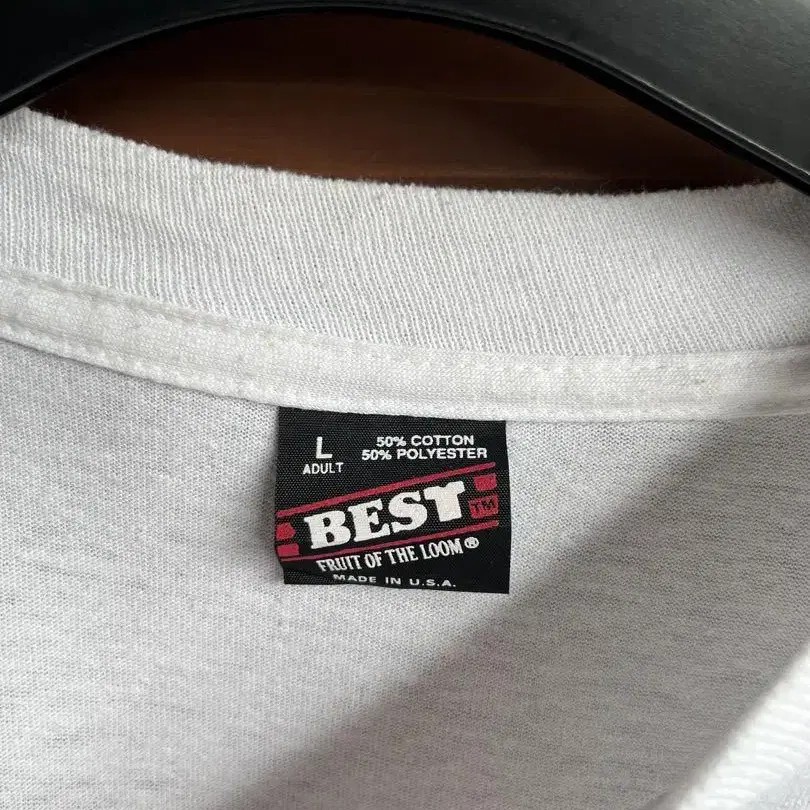 L
ADULT
50% COTTON
50% POLYESTER
BEST TM
FRUIT OF THE LOOM®
MADE IN U.S.A.